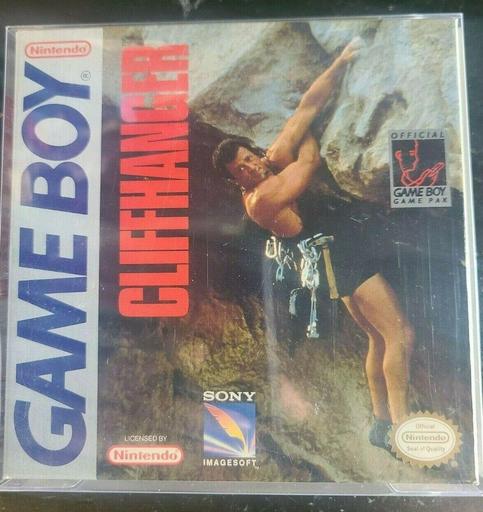 Nintendo
GAME BOY
®
CLIFFHANGER
OFFICIAL
GAME BOY
GAME PAK
SONY
IMAGESOFT
LICENSED BY
Nintendo
Official
Nintendo
Seal of Quality